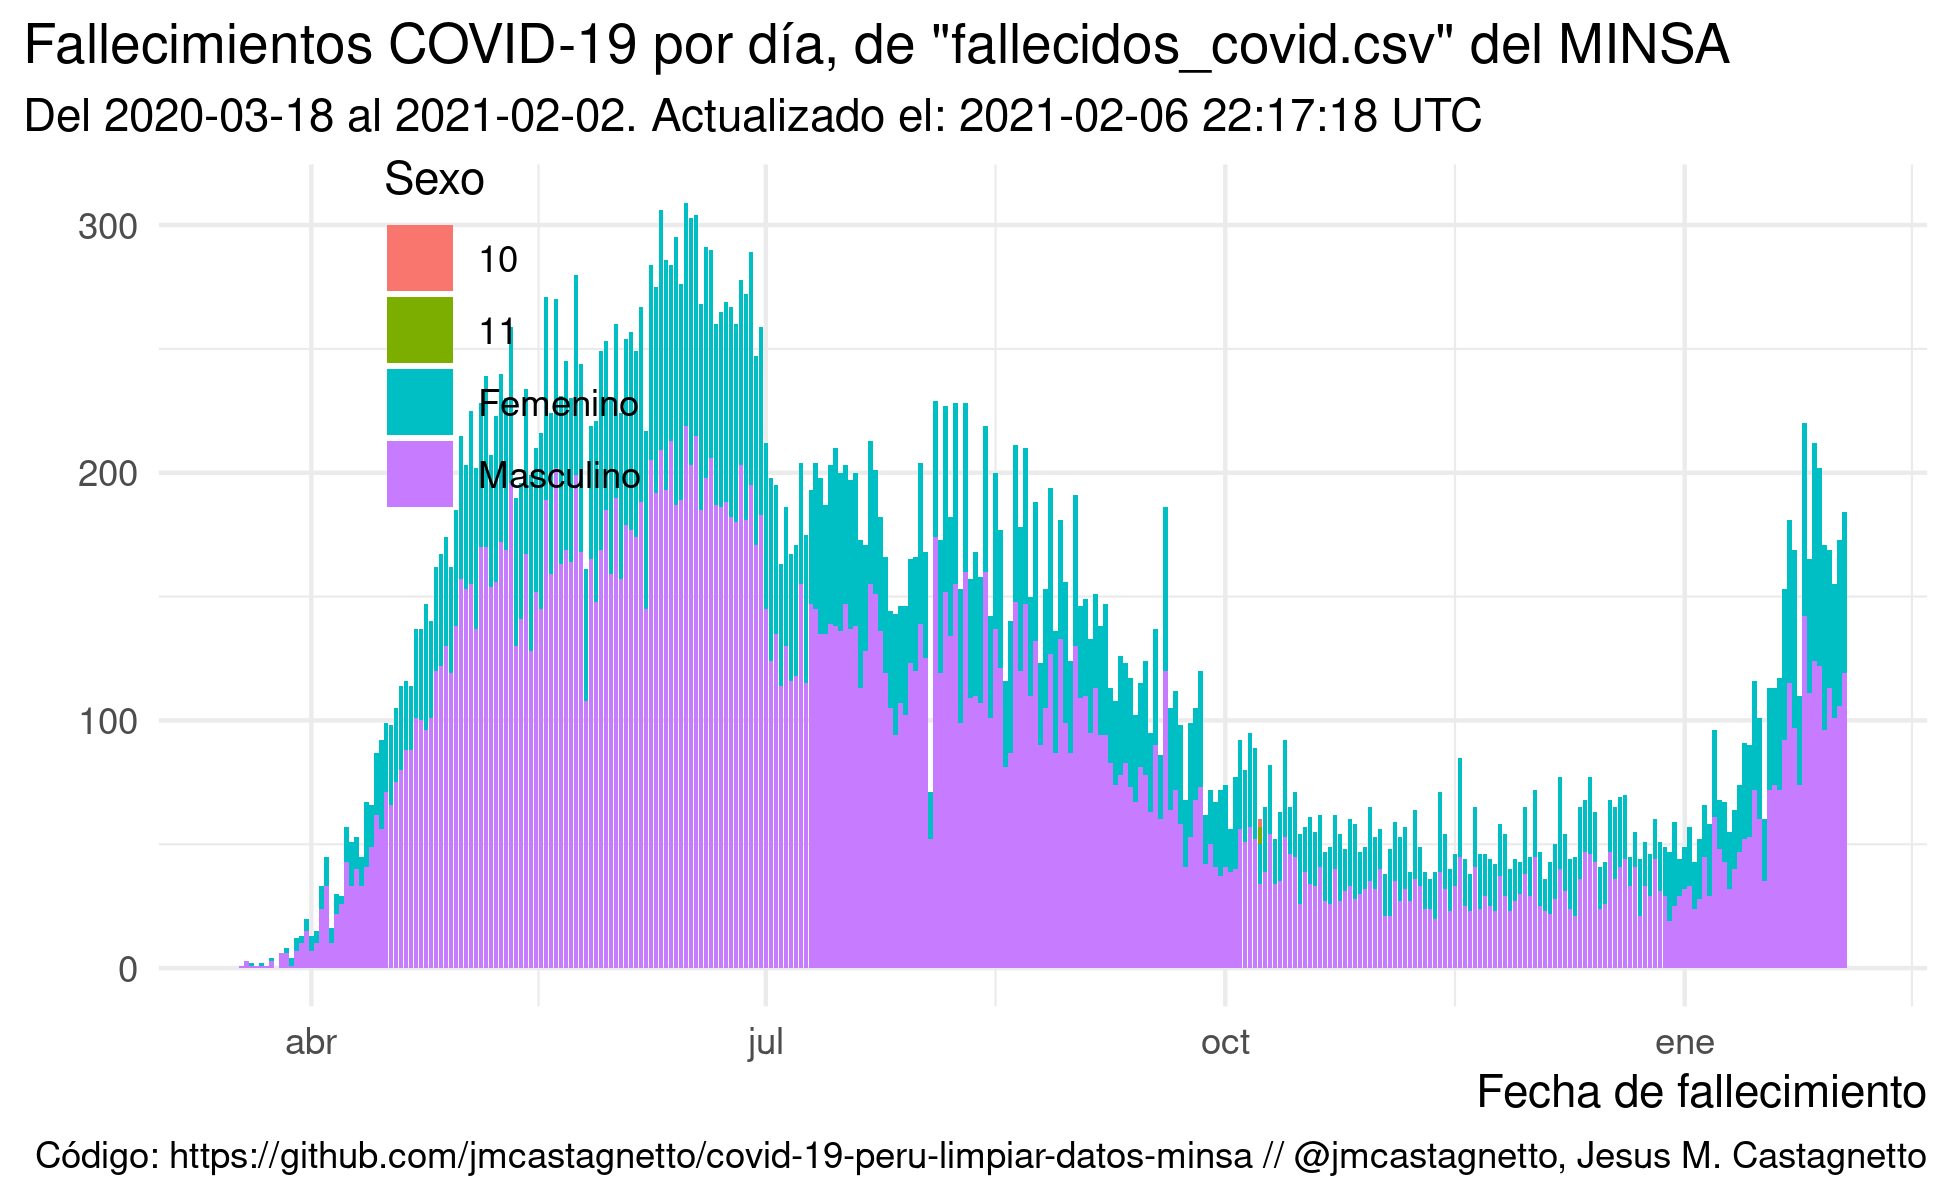 Fallecimientos COVID-19 por día, de "fallecidos_covid.csv" del MINSA
Del 2020-03-18 al 2021-02-02. Actualizado el: 2021-02-06 22:17:18 UTC
Sexo
10
11
Femenino
Masculino
300
200
100
0
abr jul oct ene
Fecha de fallecimiento
Código: https://github.com/jmcastagnetto/covid-19-peru-limpiar-datos-minsa // @jmcastagnetto, Jesus M. Castagnetto